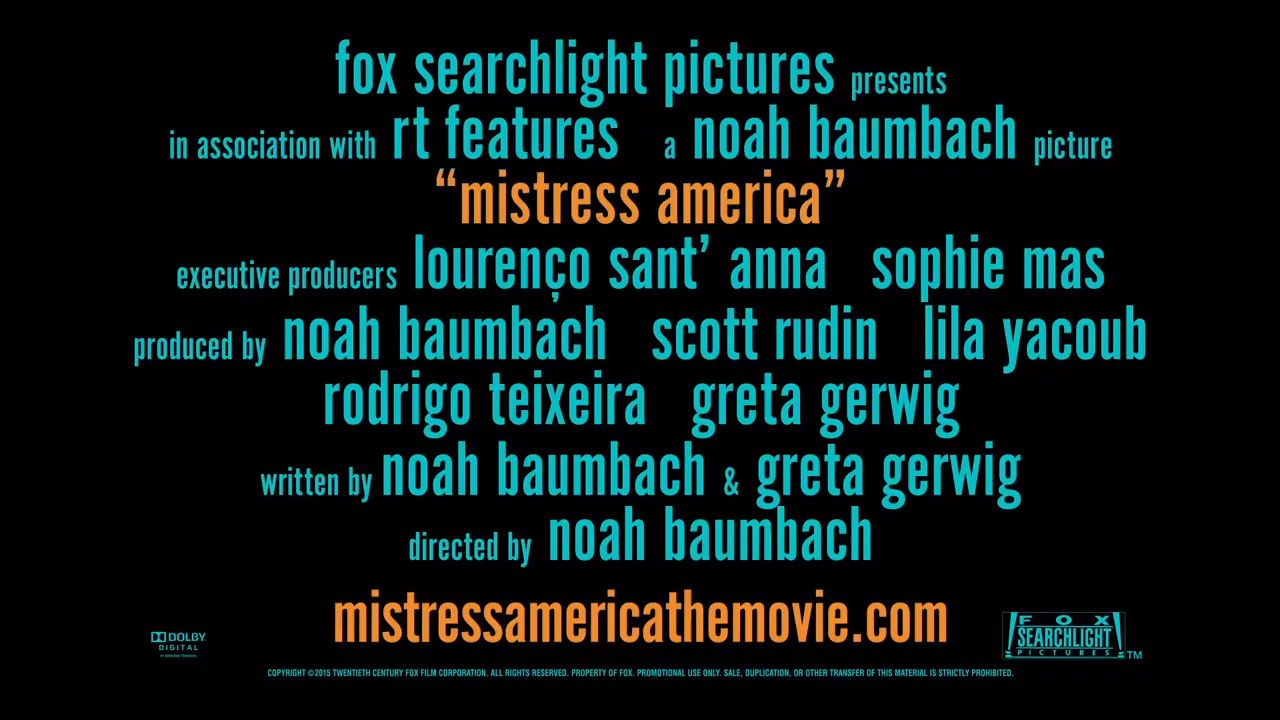 fox searchlight pictures presents
in association with rt features a noah baumbach picture
“mistress america”
executive producers lourenço sant’ anna sophie mas
produced by noah baumbach scott rudin lila yacoub
rodrigo teixeira greta gerwig
written by noah baumbach & greta gerwig
directed by noah baumbach
mistressamericathemovie.com
DOLBY
DIGITAL
FOX
SEARCHLIGHT
PICTURES TM
COPYRIGHT ©2015 TWENTIETH CENTURY FOX FILM CORPORATION. ALL RIGHTS RESERVED. PROPERTY OF FOX. PROMOTIONAL USE ONLY. SALE, DUPLICATION, OR OTHER TRANSFER OF THIS MATERIAL IS STRICTLY PROHIBITED.